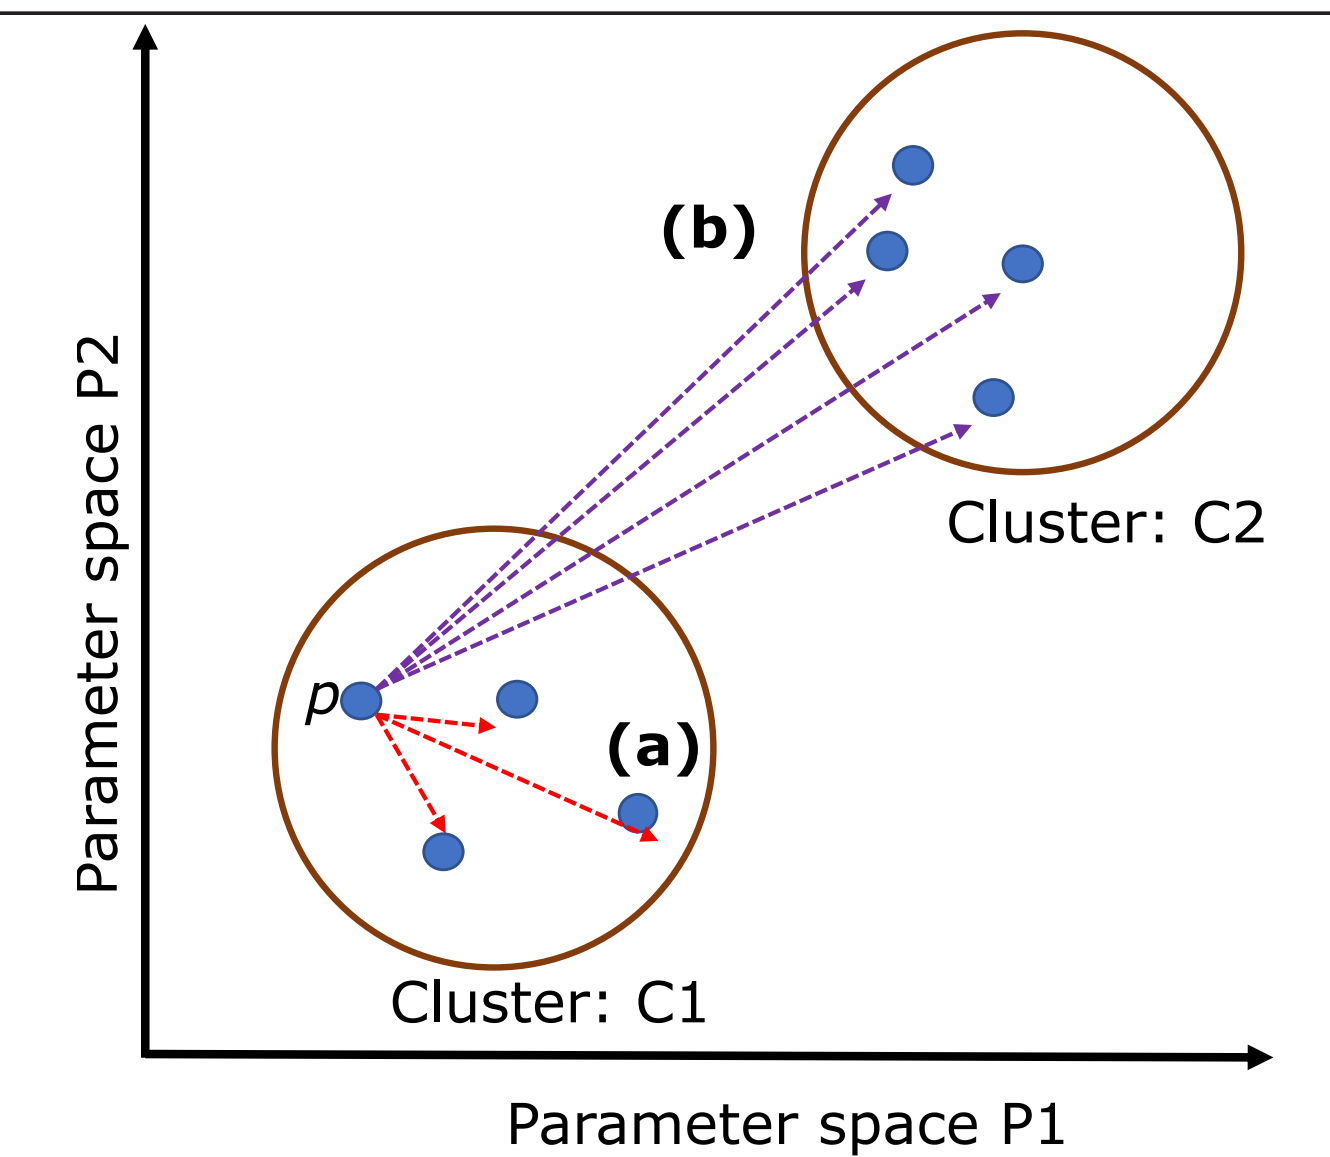 (b)
Parameter space P2
Cluster: C2
p
(a)
Cluster: C1
Parameter space P1